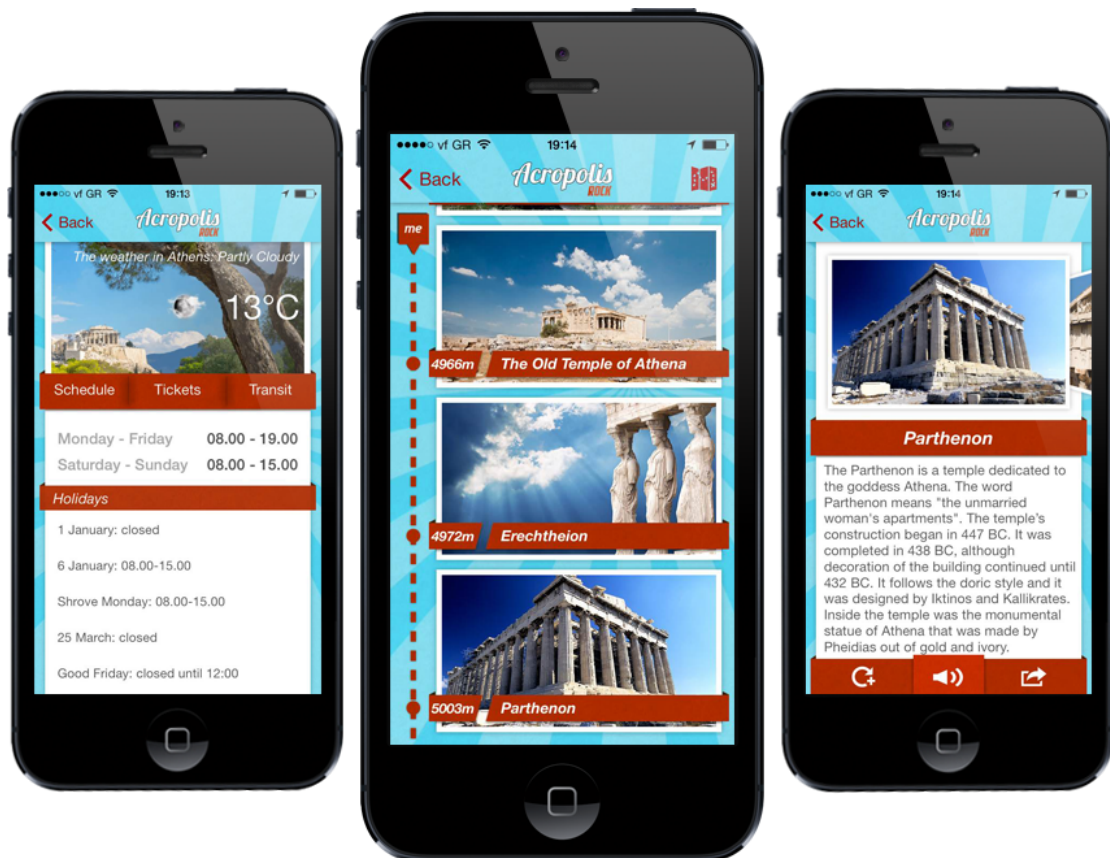 vf GR
19:13
Back
Acropolis
ROCK
The weather in Athens: Partly Cloudy
13°C
Schedule Tickets Transit
Monday - Friday 08.00 - 19.00
Saturday - Sunday 08.00 - 15.00
Holidays
1 January: closed
6 January: 08.00-15.00
Shrove Monday: 08.00-15.00
25 March: closed
Good Friday: closed until 12:00
vf GR
19:14
Back
Acropolis
ROCK
me
4966m The Old Temple of Athena
4972m Erechtheion
5003m Parthenon
vf GR
19:14
Back
Acropolis
ROCK
Parthenon
The Parthenon is a temple dedicated to
the goddess Athena. The word
Parthenon means "the unmarried
woman's apartments". The temple's
construction began in 447 BC. It was
completed in 438 BC, although
decoration of the building continued until
432 BC. It follows the doric style and it
was designed by Iktinos and Kallikrates.
Inside the temple was the monumental
statue of Athena that was made by
Pheidias out of gold and ivory.